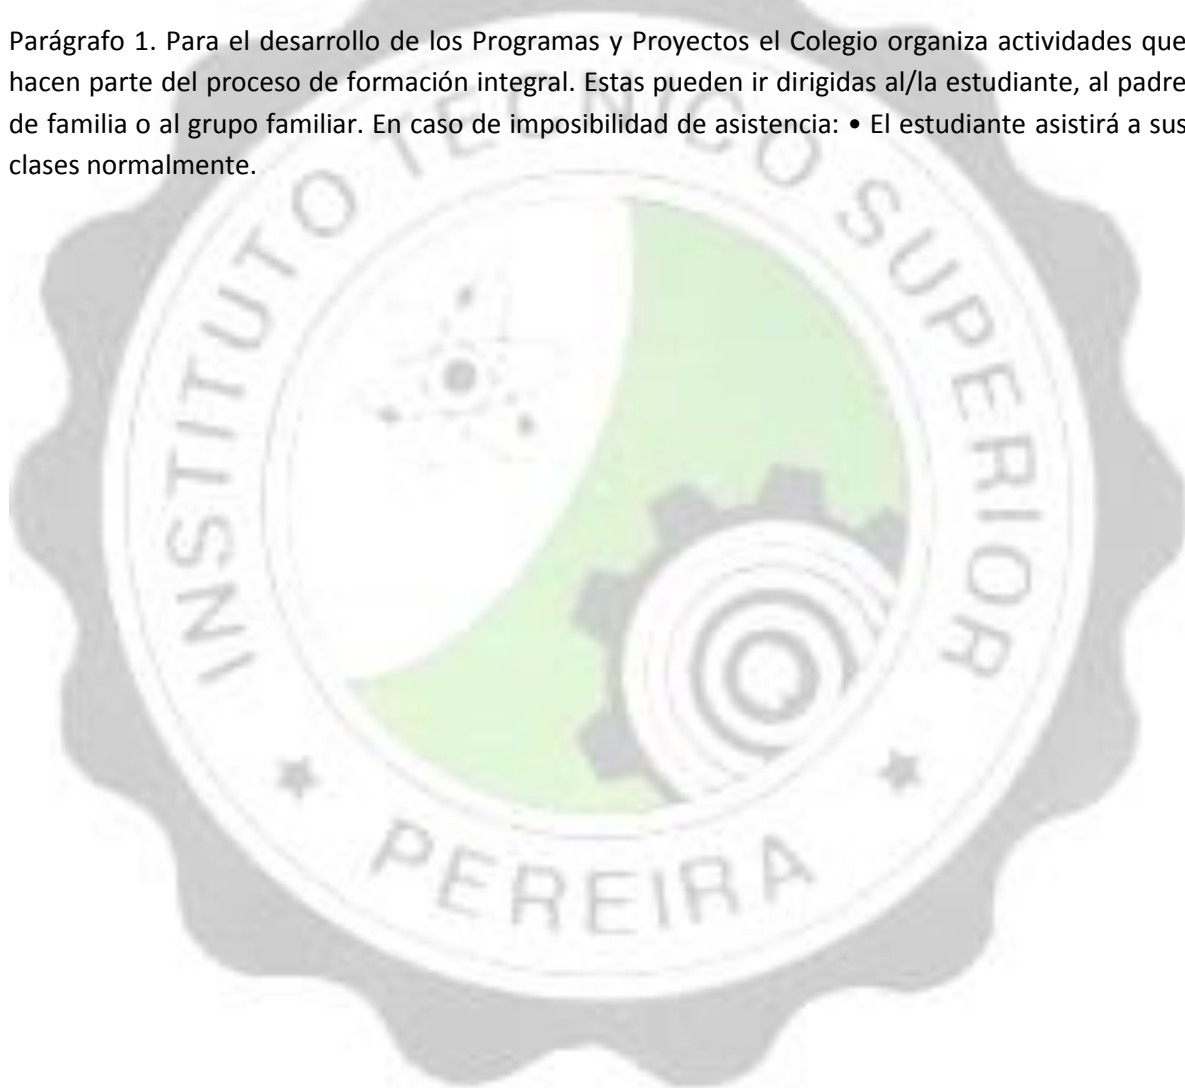 Parágrafo 1. Para el desarrollo de los Programas y Proyectos el Colegio organiza actividades que
hacen parte del proceso de formación integral. Estas pueden ir dirigidas al/la estudiante, al padre
de familia o al grupo familiar. En caso de imposibilidad de asistencia: • El estudiante asistirá a sus
clases normalmente.
INSTITUTO TECNICO SUPERIOR
PEREIRA